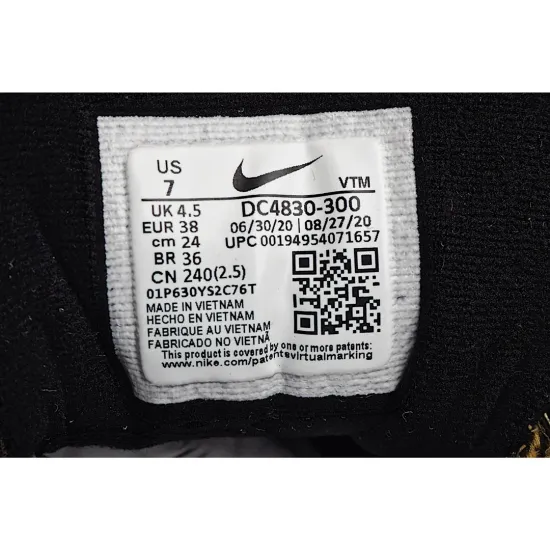 US
7
VTM
UK 4.5
EUR 38
cm 24
BR 36
CN 240(2.5)
DC4830-300
06/30/20 | 08/27/20
UPC 00194954071657
01P630YS2C76T
MADE IN VIETNAM
HECHO EN VIETNAM
FABRIQUE AU VIETNAM
FABRICADO NO VIETNÃ
This product is covered by one or more patents:
www.nike.com/patentsvirtualmarking